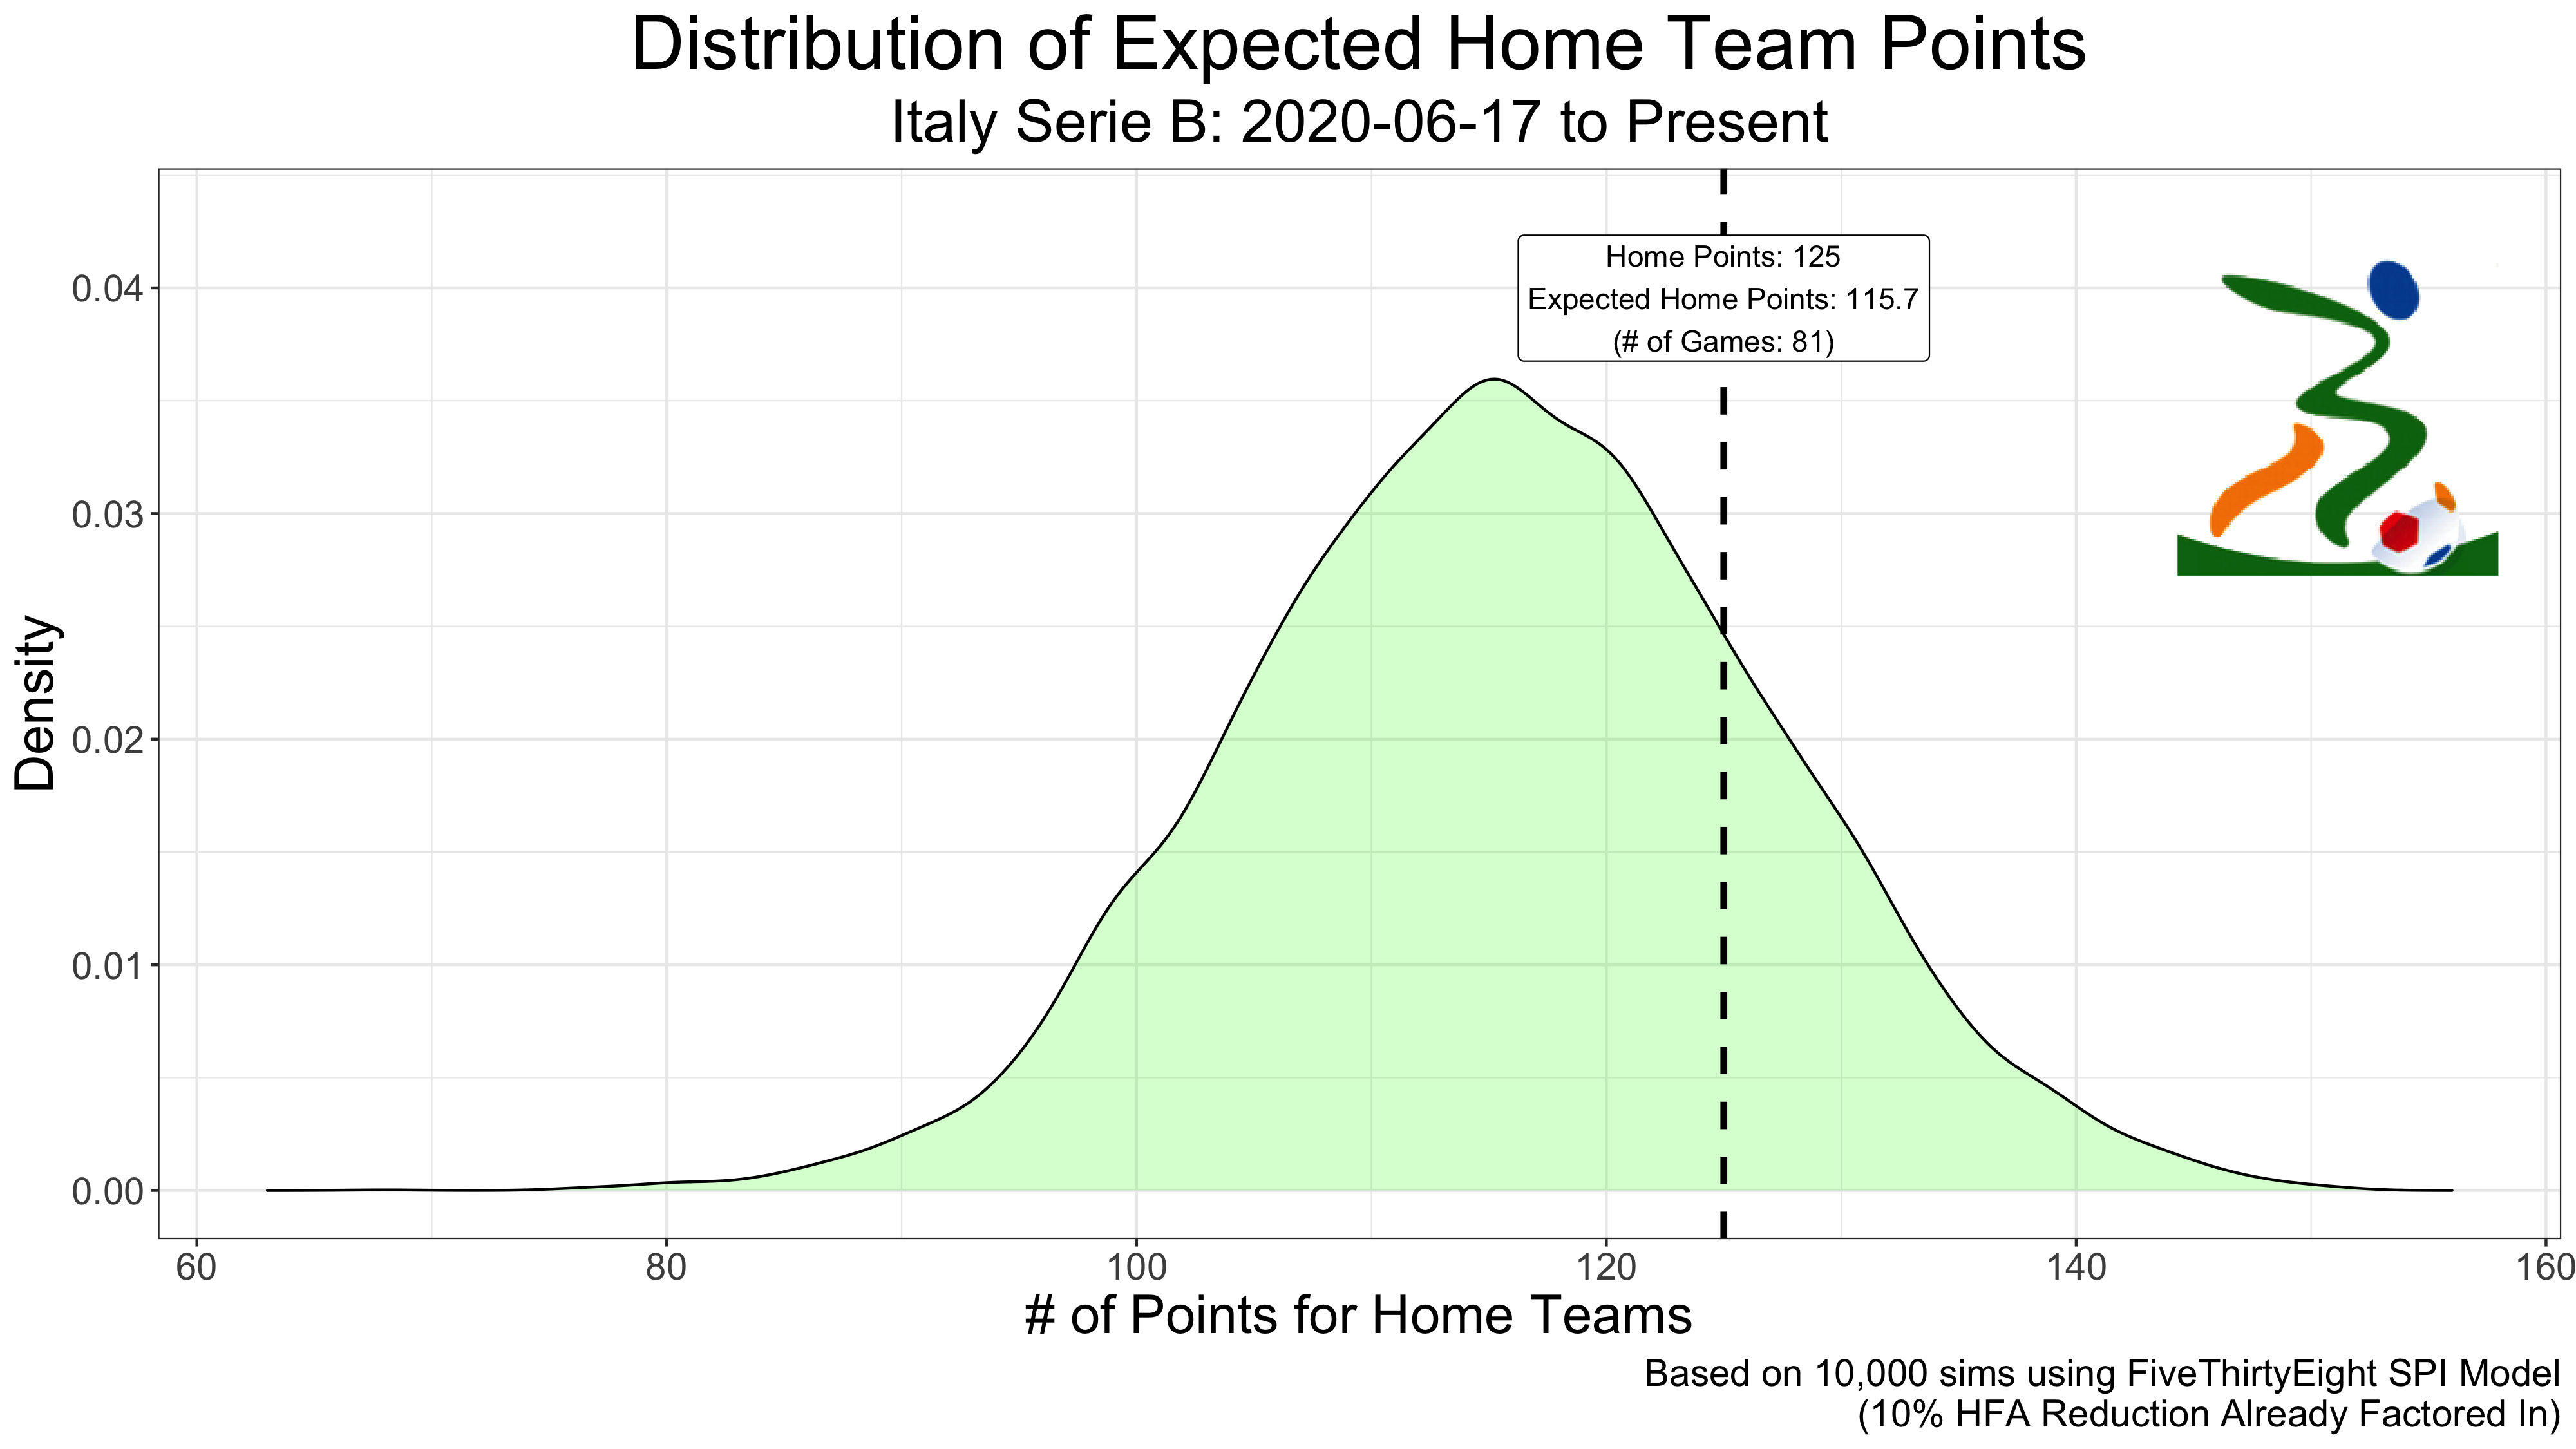 Distribution of Expected Home Team Points
Italy Serie B: 2020-06-17 to Present
Home Points: 125
Expected Home Points: 115.7
(# of Games: 81)
0.04
0.03
0.02
0.01
0.00
Density
60 80 100 120 140 160
# of Points for Home Teams
Based on 10,000 sims using FiveThirtyEight SPI Model
(10% HFA Reduction Already Factored In)